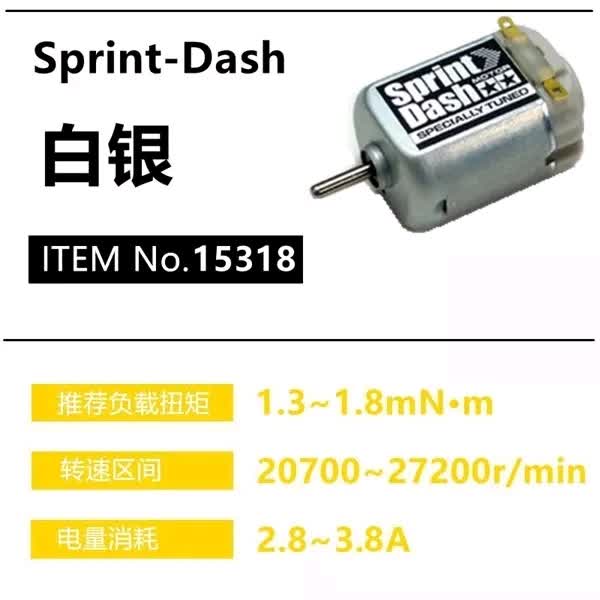 Sprint-Dash
白银
ITEM No.15318
Sprint
Dash
MOTOR
SPECIALLY TUNED
推荐负载扭矩 1.3~1.8mN•m
转速区间 20700~27200r/min
电量消耗 2.8~3.8A